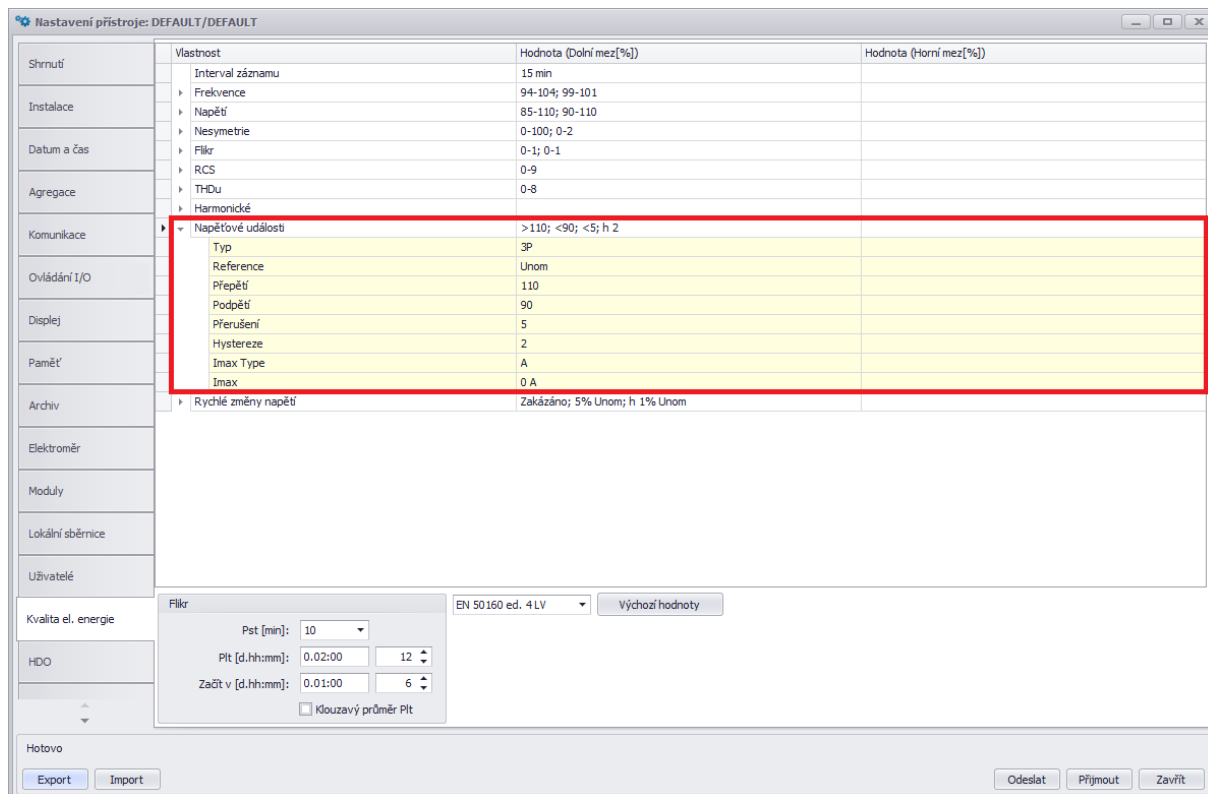 Nastavení přístroje: DEFAULT/DEFAULT
Shrnutí
Instalace
Datum a čas
Agregace
Komunikace
Ovládání I/O
Displej
Paměť
Archiv
Elektroměr
Moduly
Lokální sběrnice
Uživatelé
Kvalita el. energie
HDO
Vlastnost Hodnota (Dolní mez[%]) Hodnota (Horní mez[%])
Interval záznamu 15 min
Frekvence 94-104; 99-101
Napětí 85-110; 90-110
Nesymetrie 0-100; 0-2
Flikr 0-1; 0-1
RCS 0-9
THDu 0-8
Harmonické
Napěťové události >110; <90; <5; h 2
Typ 3P
Reference Unom
Přepětí 110
Podpětí 90
Přerušení 5
Hystereze 2
Imax Type A
Imax 0 A
Rychlé změny napětí Zakázáno; 5% Unom; h 1% Unom
Flikr
Pst [min]: 10
Plt [d.hh:mm]: 0.02:00 12
Začít v [d.hh:mm]: 0.01:00 6
Klouzavý průměr Plt
EN 50160 ed. 4 LV Výchozí hodnoty
Hotovo
Export Import Odeslat Přijmout Zavřít